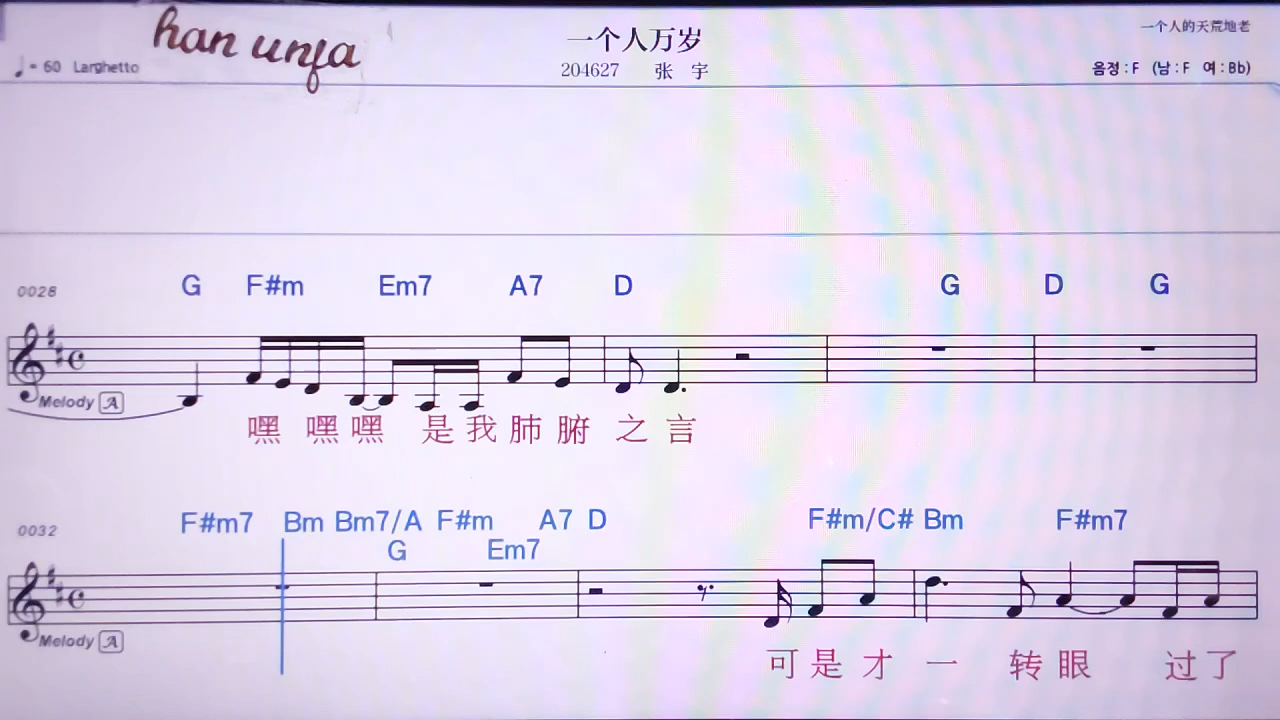 han unfa
♩= 60 Larghetto
一个人万岁
204627 张 宇
一个人的天荒地老
음정 : F (남 : F 여 : Bb)
0028
G F#m Em7 A7 D G D G
Melody A
嘿 嘿 嘿 是 我 肺 腑 之 言
0032
F#m7 Bm Bm7/A F#m A7 D F#m/C# Bm F#m7
G Em7
Melody A
可 是 才 一 转 眼 过 了